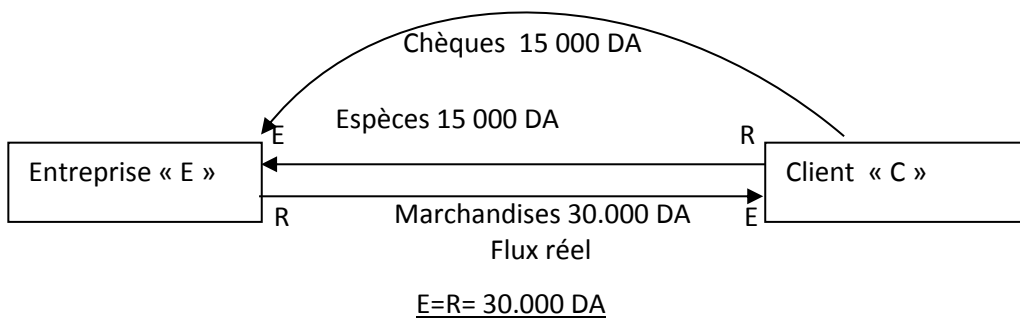 Chèques 15 000 DA
Espèces 15 000 DA
E
R
Entreprise « E »
Client « C »
R
Marchandises 30.000 DA
E
Flux réel
E=R= 30.000 DA